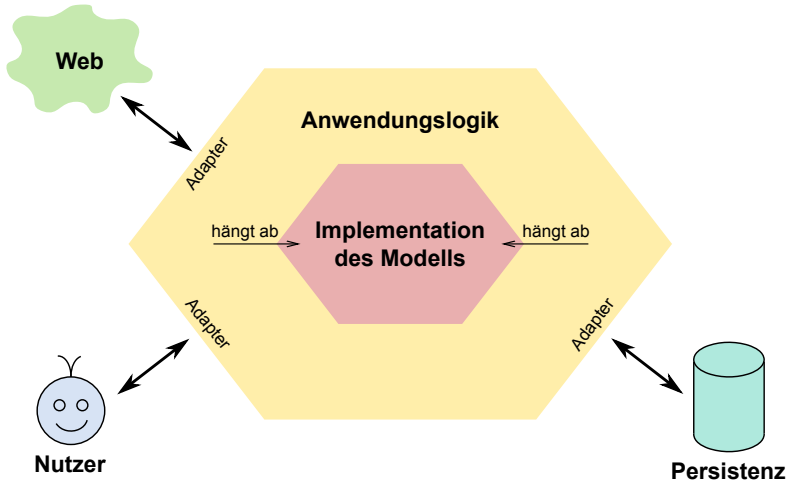 Web
Anwendungslogik
Adapter
hängt ab
Implementation
des Modells
hängt ab
Adapter
Adapter
Nutzer
Persistenz